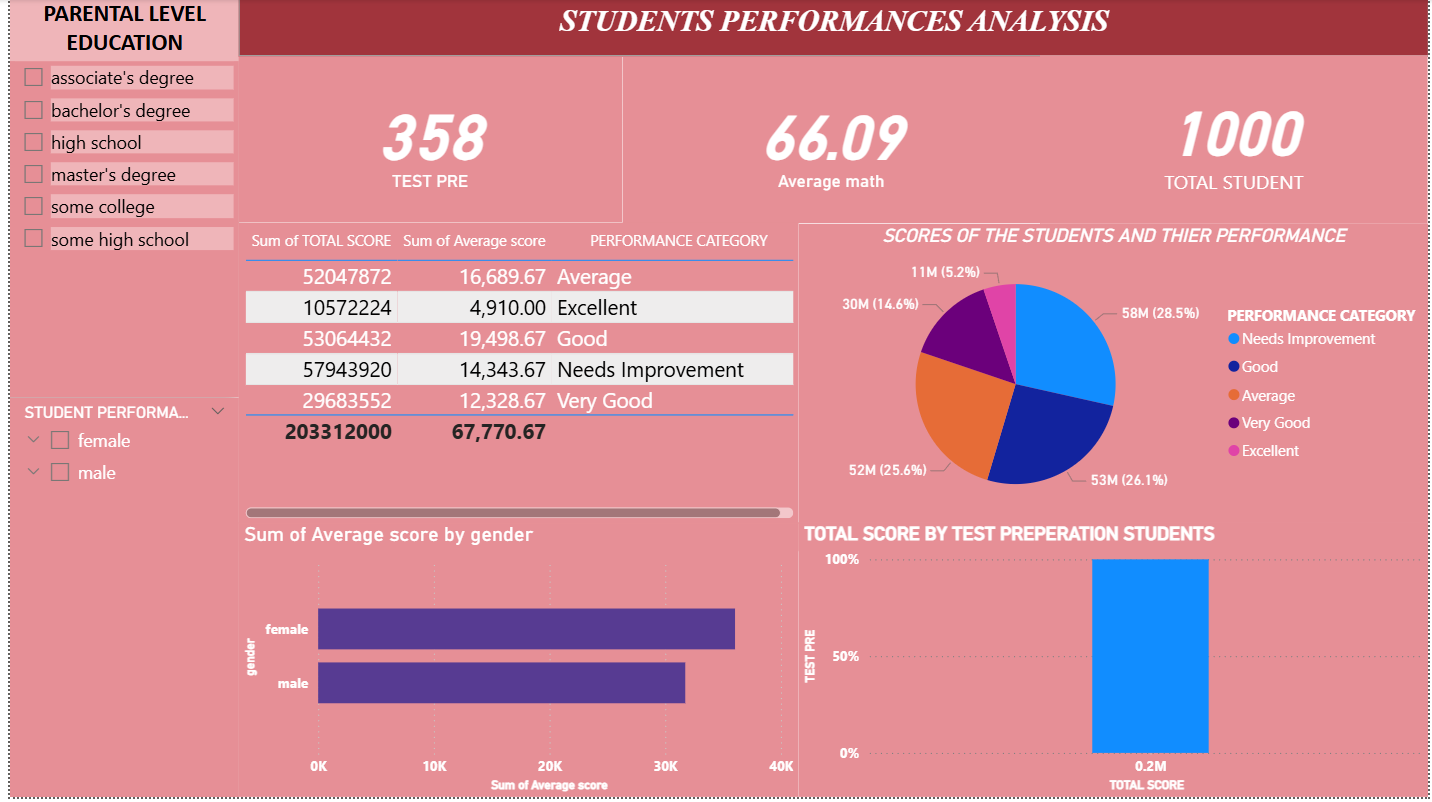 PARENTAL LEVEL
EDUCATION
associate's degree
bachelor's degree
high school
master's degree
some college
some high school
STUDENT PERFORMA...
female
male
STUDENTS PERFORMANCES ANALYSIS
358
TEST PRE
66.09
Average math
1000
TOTAL STUDENT
Sum of TOTAL SCORE Sum of Average score PERFORMANCE CATEGORY
52047872 16,689.67 Average
10572224 4,910.00 Excellent
53064432 19,498.67 Good
57943920 14,343.67 Needs Improvement
29683552 12,328.67 Very Good
203312000 67,770.67
SCORES OF THE STUDENTS AND THIER PERFORMANCE
11M (5.2%)
30M (14.6%)
58M (28.5%)
52M (25.6%)
53M (26.1%)
PERFORMANCE CATEGORY
Needs Improvement
Good
Average
Very Good
Excellent
Sum of Average score by gender
gender
female
male
0K 10K 20K 30K 40K
Sum of Average score
TOTAL SCORE BY TEST PREPERATION STUDENTS
TEST PRE
100%
50%
0%
0.2M
TOTAL SCORE